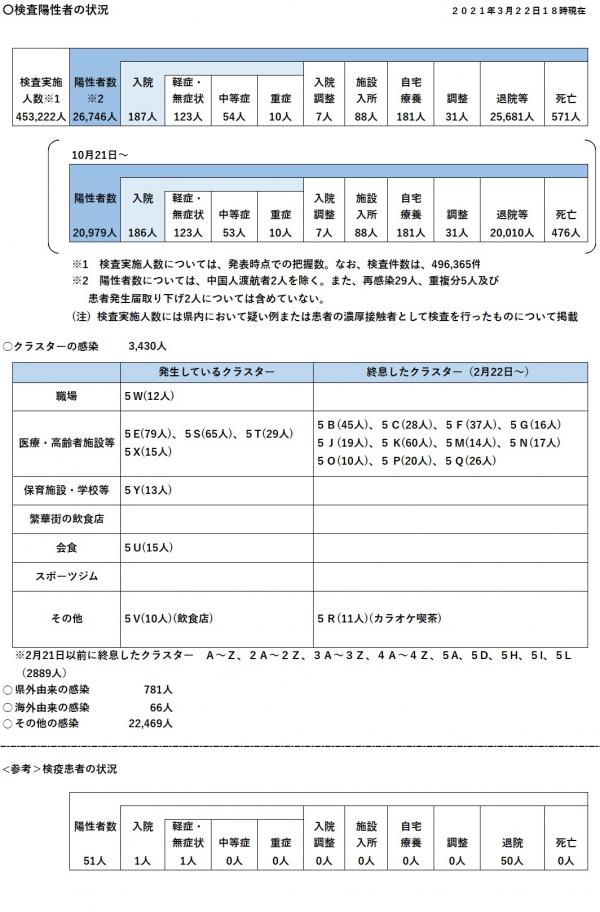 〇検査陽性者の状況
２０２１年３月２２日１８時現在
検査実施人数※1 陽性者数※2 入院 軽症・無症状 中等症 重症 入院調整 施設入所 自宅療養 調整 退院等 死亡
453,222人 26,746人 187人 123人 54人 10人 7人 88人 181人 31人 25,681人 571人
10月21日～
陽性者数 入院 軽症・無症状 中等症 重症 入院調整 施設入所 自宅療養 調整 退院等 死亡
20,979人 186人 123人 53人 10人 7人 88人 181人 31人 20,010人 476人
※1 検査実施人数については、発表時点での把握数。なお、検査件数は、496,365件
※2 陽性者数については、中国人渡航者2人を除く。また、再感染29人、重複分5人及び
患者発生届取り下げ2人については含めていない。
（注）検査実施人数には県内において疑い例または患者の濃厚接触者として検査を行ったものについて掲載
〇クラスターの感染 3,430人
発生しているクラスター 終息したクラスター（2月22日～）
職場 ５W(12人)
医療・高齢者施設等 ５E(79人)、５S(65人)、５T(29人)
５X(15人)
５B(45人)、５C(28人)、５F(37人)、５G(16人)
５J(19人)、５K(60人)、５M(14人)、５N(17人)
５O(10人)、５P(20人)、５Q(26人)
保育施設・学校等 ５Y(13人)
繁華街の飲食店
会食 ５U(15人)
スポーツジム
その他 ５V(10人)(飲食店) ５R(11人)(カラオケ喫茶)
※2月21日以前に終息したクラスター A～Z、２A～２Z、３A～３Z、４A～４Z、５A、５D、５H、５I、５L
（2889人）
〇県外由来の感染 781人
〇海外由来の感染 66人
〇その他の感染 22,469人
<参考>検疫患者の状況
陽性者数 入院 軽症・無症状 中等症 重症 入院調整 施設入所 自宅療養 調整 退院 死亡
51人 1人 1人 0人 0人 0人 0人 0人 0人 50人 0人